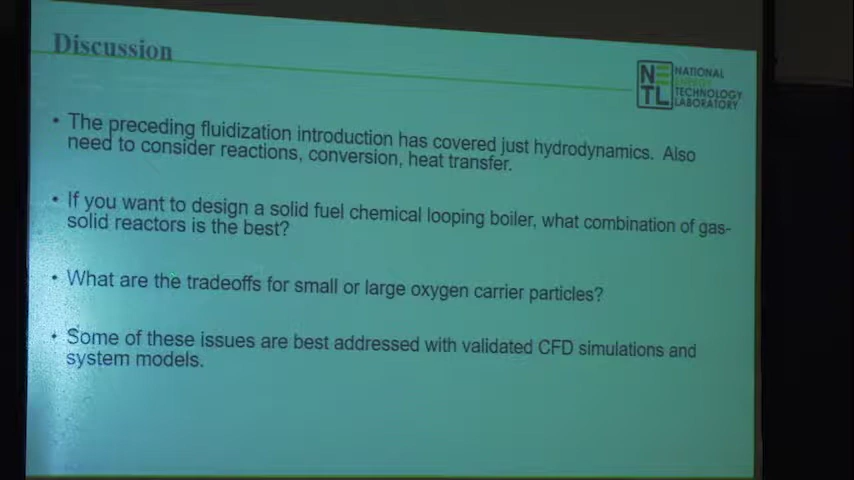 Discussion
NE
TL
NATIONAL
ENERGY
TECHNOLOGY
LABORATORY
• The preceding fluidization introduction has covered just hydrodynamics. Also
need to consider reactions, conversion, heat transfer.
• If you want to design a solid fuel chemical looping boiler, what combination of gas-
solid reactors is the best?
• What are the tradeoffs for small or large oxygen carrier particles?
• Some of these issues are best addressed with validated CFD simulations and
system models.